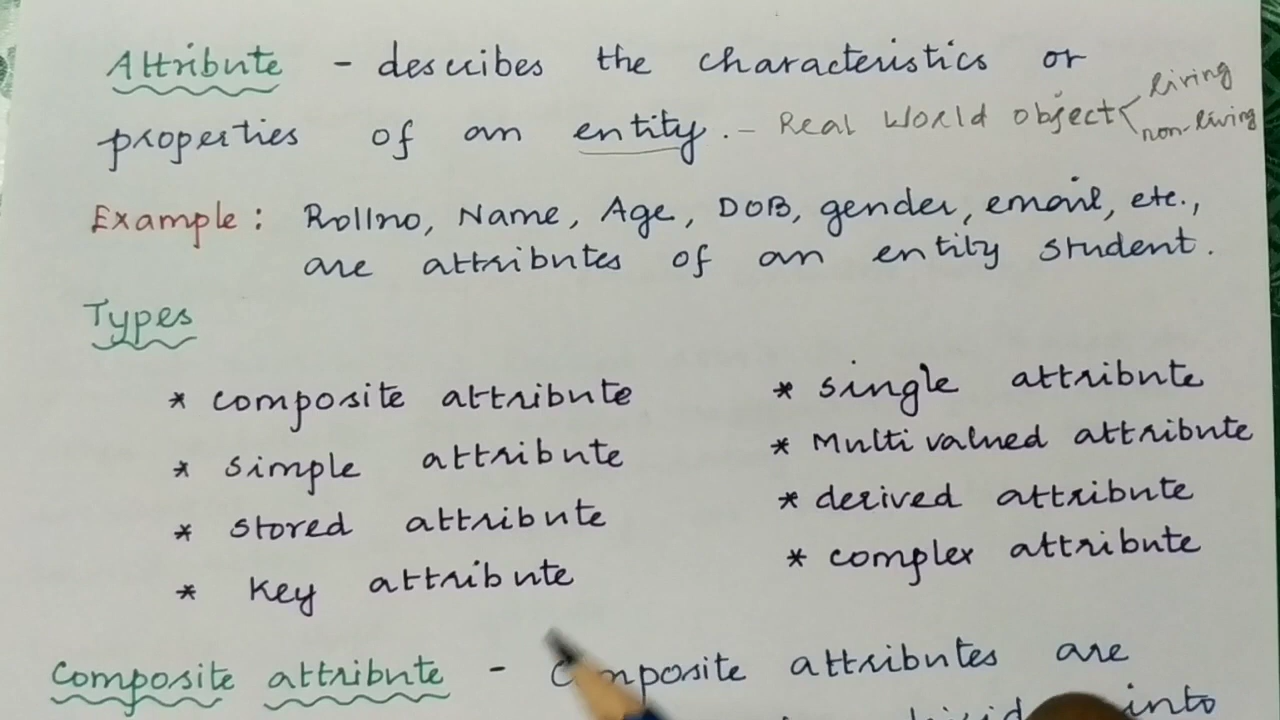 Attribute - describes the characteristics or
properties of an entity. - Real World object < living
non-living
Example: Rollno, Name, Age, DOB, gender, email, etc.,
are attributes of an entity student.
Types
* composite attribute
* simple attribute
* stored attribute
* key attribute
* single attribute
* Multivalued attribute
* derived attribute
* complex attribute
Composite attribute - Composite attributes are
into